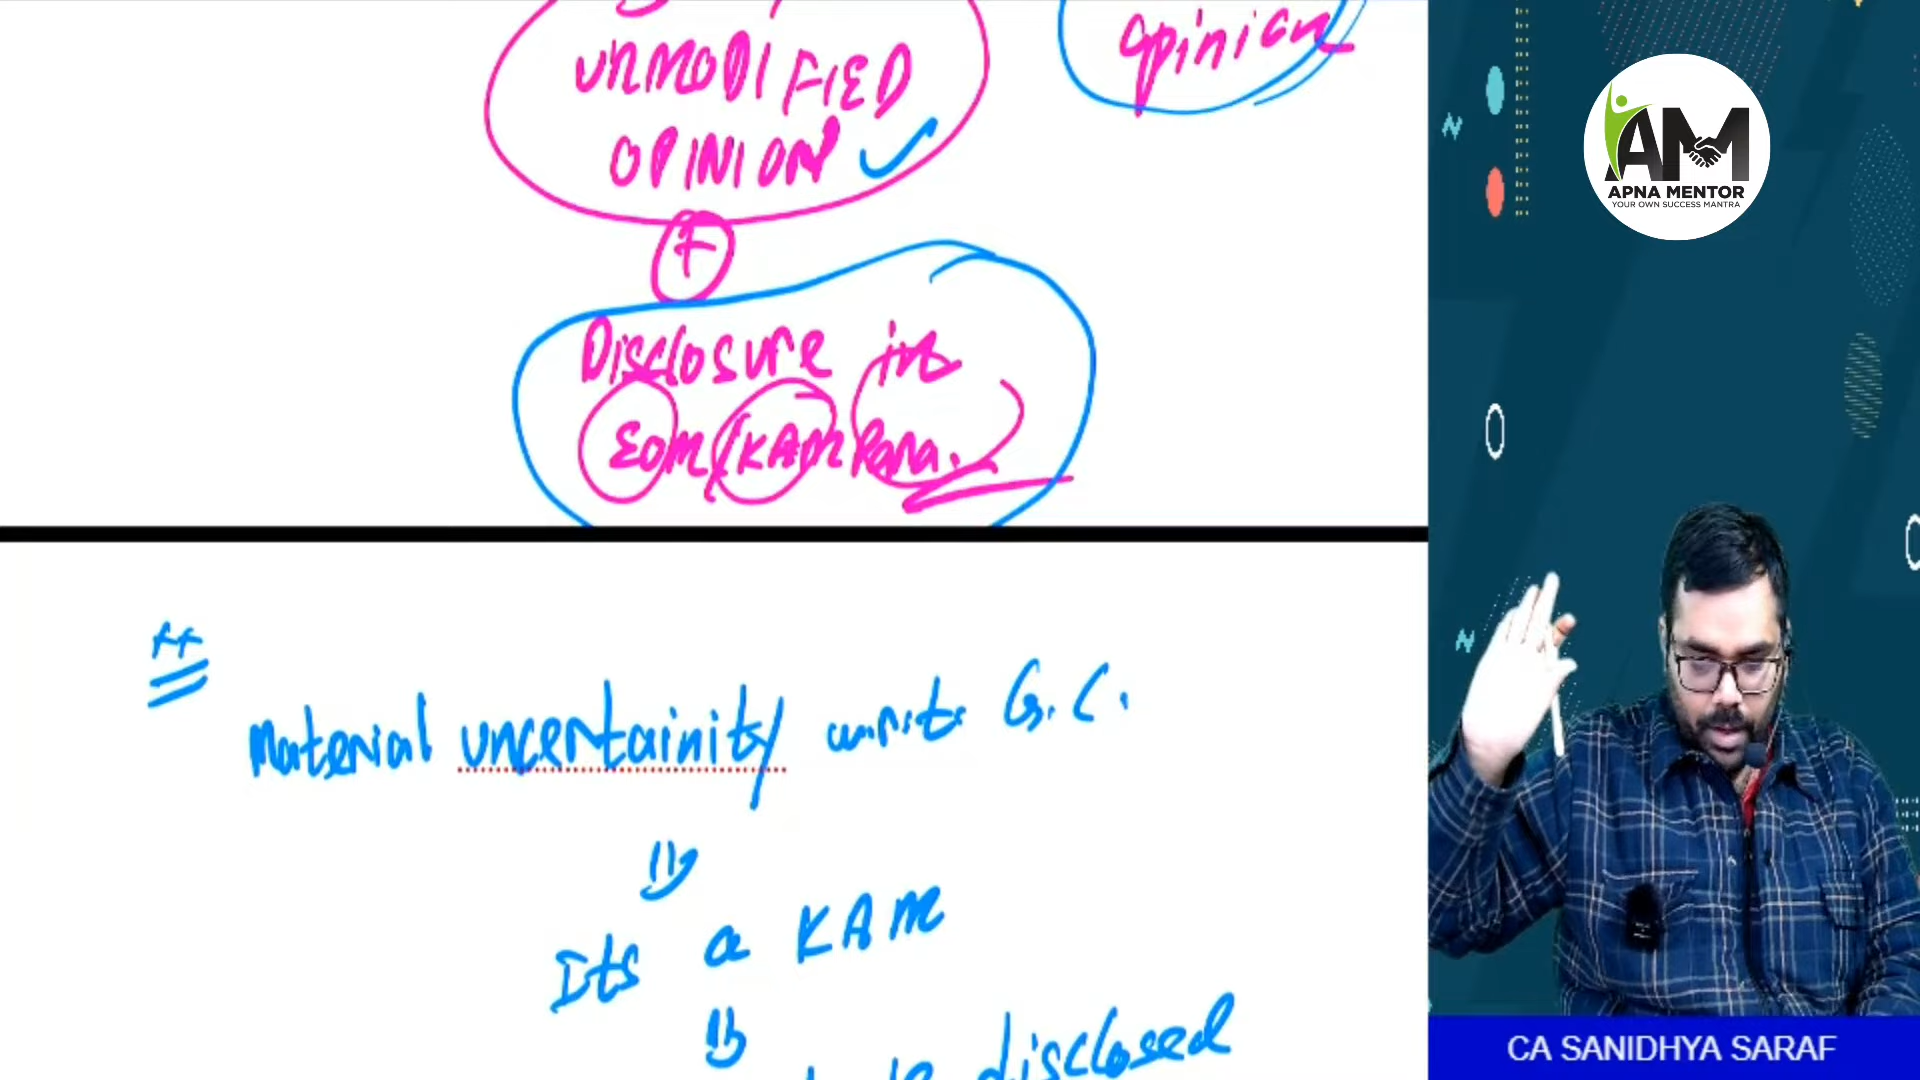 opinion
UNMODIFIED
OPINION
+
Disclosure in
EOM/KAM Para.
**
Material uncertainity w.r.t. G.C.
Its a KAM
disclosed
AM
APNA MENTOR
YOUR OWN SUCCESS MANTRA
CA SANIDHYA SARAF